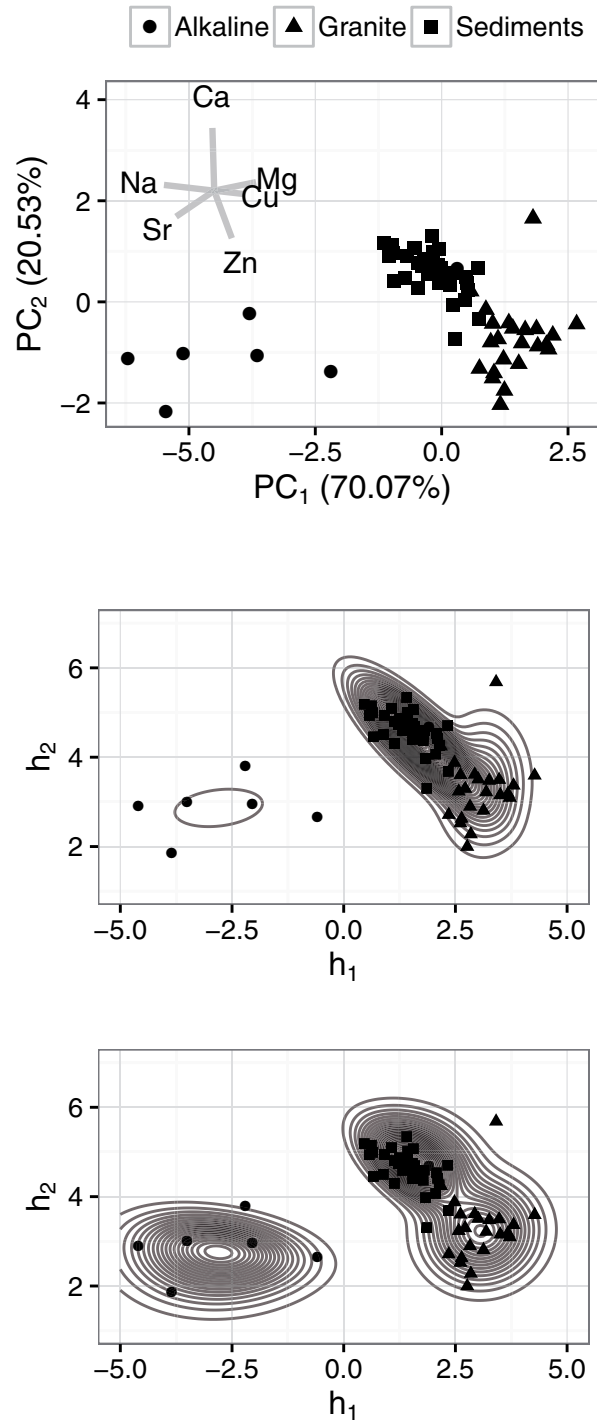 Alkaline Granite Sediments
4
2
0
−2
PC2 (20.53%)
Ca
Na
Mg
Cu
Sr
Zn
−5.0 −2.5 0.0 2.5
PC1 (70.07%)
6
4
2
h2
−5.0 −2.5 0.0 2.5 5.0
h1
6
4
2
h2
−5.0 −2.5 0.0 2.5 5.0
h1